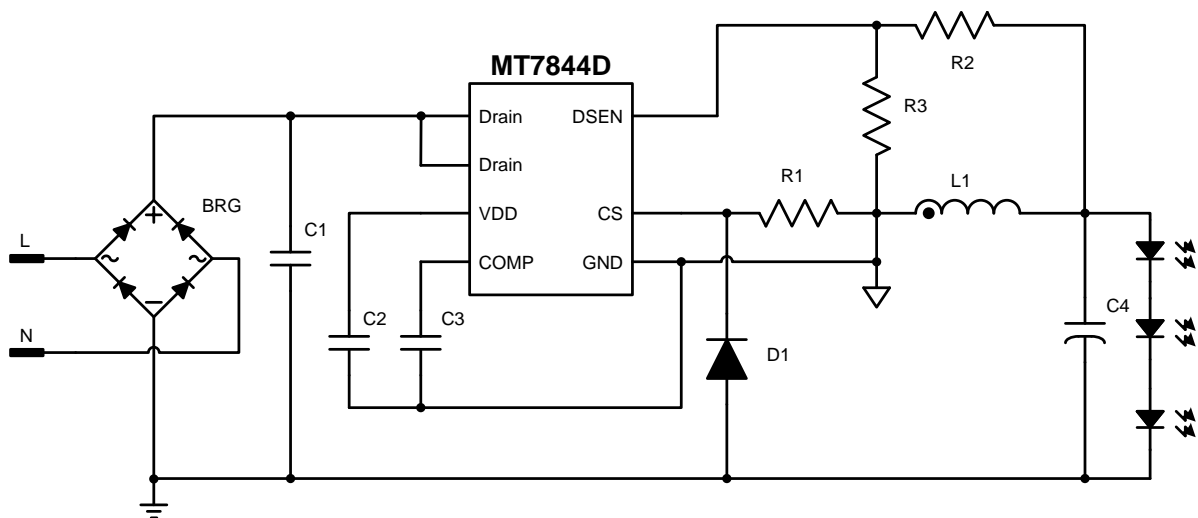 MT7844D
R2
R3
Drain
DSEN
Drain
R1
L1
BRG
VDD
CS
L
C1
COMP
GND
C2
C3
C4
N
D1